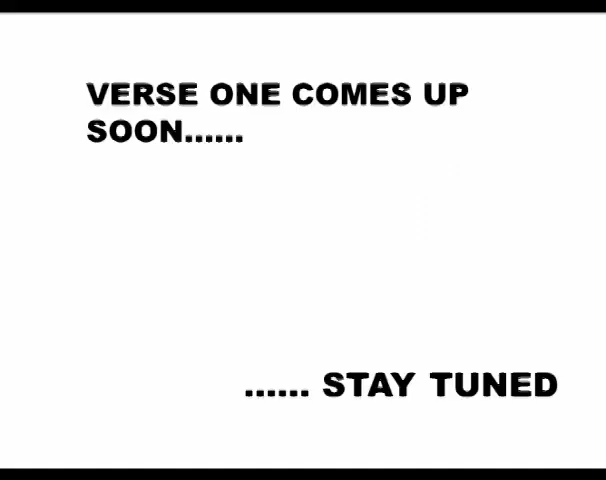 VERSE ONE COMES UP
SOON......
...... STAY TUNED